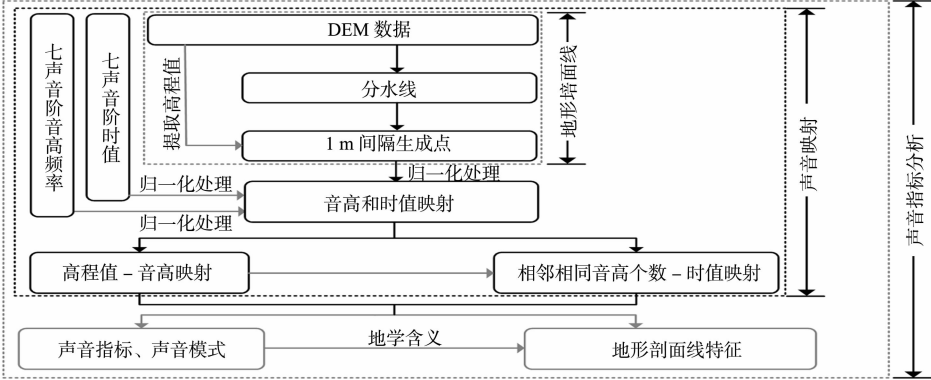 DEM 数据
七声音阶音高频率
七声音阶时值
提取高程值
分水线
1 m 间隔生成点
地形培面线
归一化处理
归一化处理
音高和时值映射
归一化处理
高程值－音高映射
相邻相同音高个数－时值映射
声音映射
声音指标分析
声音指标、声音模式
地学含义
地形剖面线特征